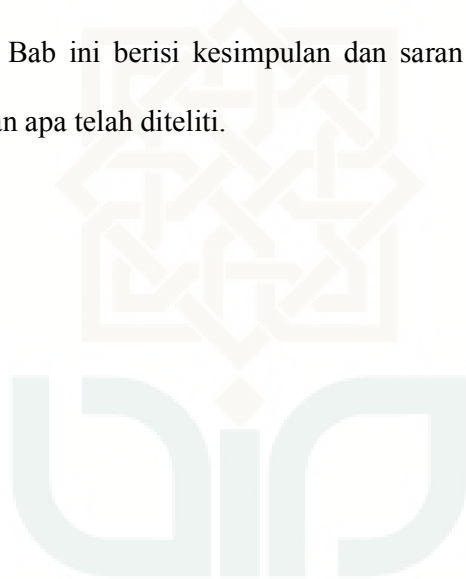 Bab ini berisi kesimpulan dan saran
an apa telah diteliti.